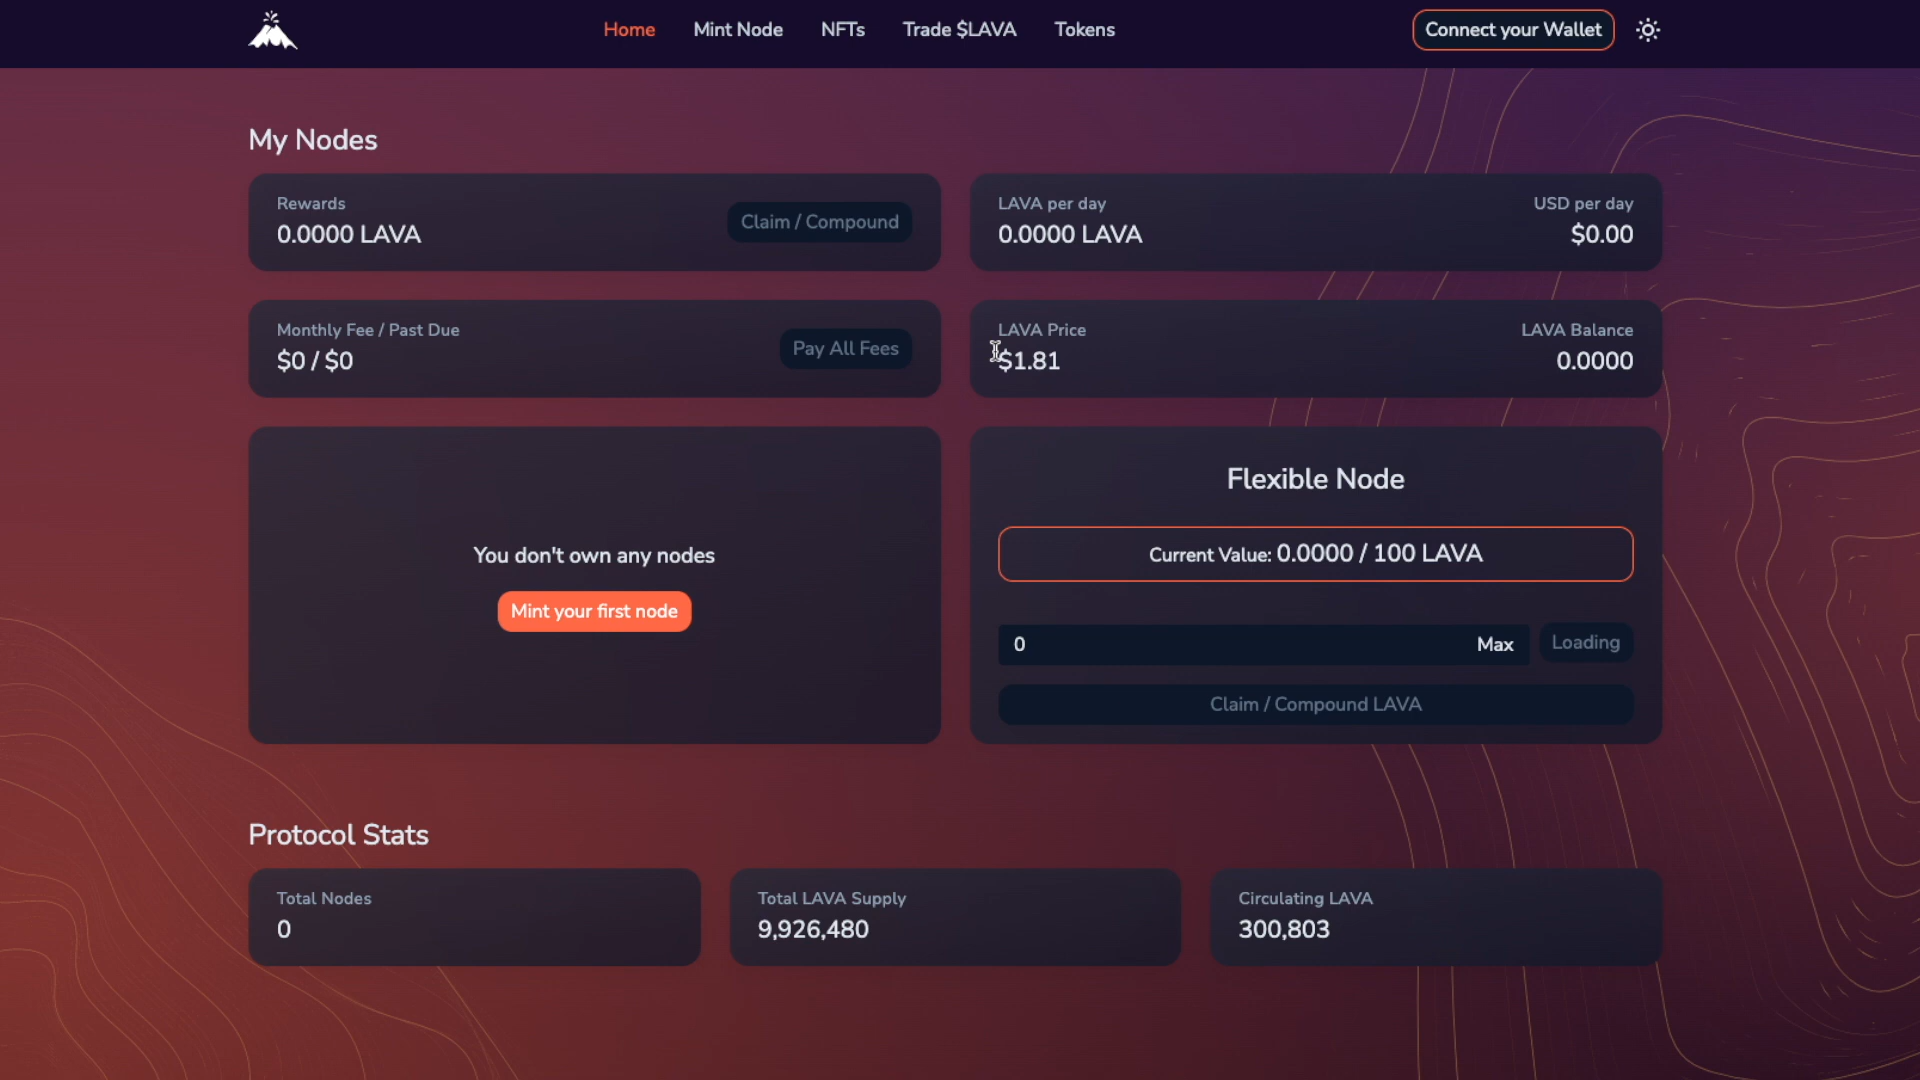 Home
Mint Node
NFTs
Trade $LAVA
Tokens
Connect your Wallet
My Nodes
Rewards
0.0000 LAVA
Claim / Compound
LAVA per day
0.0000 LAVA
USD per day
$0.00
Monthly Fee / Past Due
$0 / $0
Pay All Fees
LAVA Price
$1.81
LAVA Balance
0.0000
You don't own any nodes
Mint your first node
Flexible Node
Current Value: 0.0000 / 100 LAVA
0
Max
Loading
Claim / Compound LAVA
Protocol Stats
Total Nodes
0
Total LAVA Supply
9,926,480
Circulating LAVA
300,803